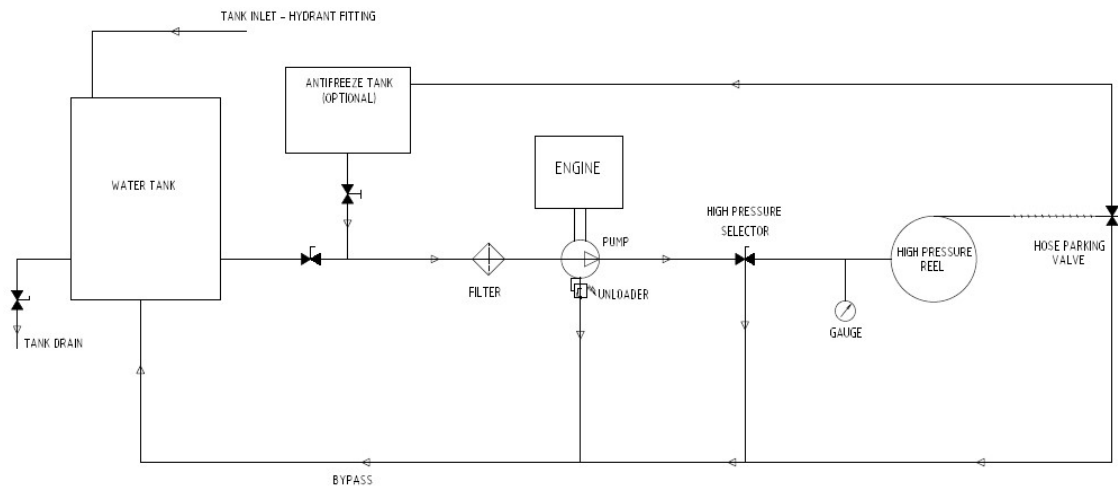 TANK INLET - HYDRANT FITTING
ANTIFREEZE TANK
(OPTIONAL)
ENGINE
WATER TANK
HIGH PRESSURE
SELECTOR
PUMP
HIGH PRESSURE
REEL
HOSE PARKING
VALVE
FILTER
UNLOADER
GAUGE
TANK DRAIN
BYPASS